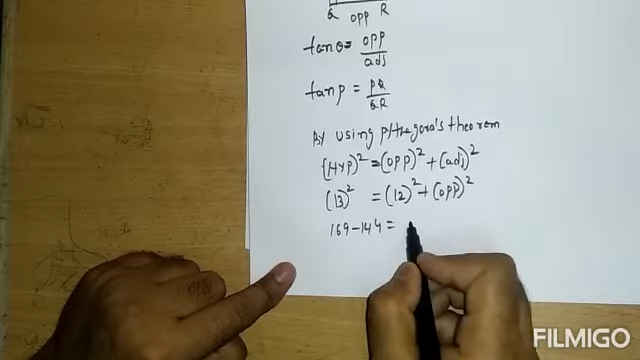 Q OPP R
tanθ = opp/adj
tanp = PQ/QR
By using pythegora's theorem
(Hyp)² = (opp)² + (adj)²
(13)² = (12)² + (opp)²
169-144 =
FILMIGO